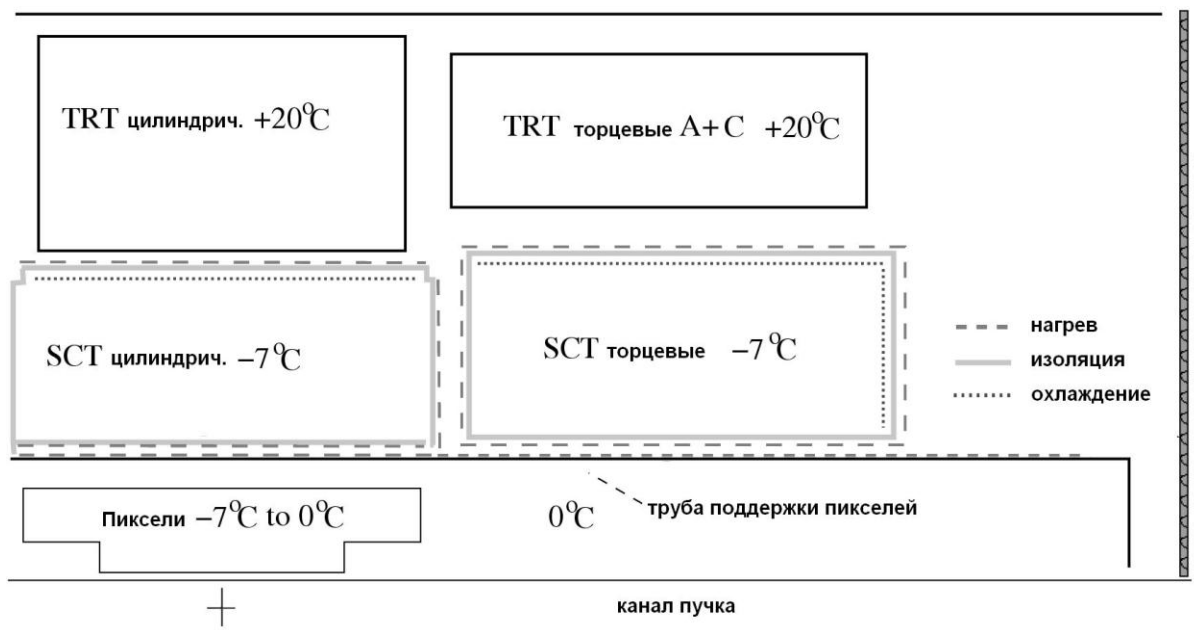 TRT цилиндрич. +20°C
TRT торцевые A+C +20°C
SCT цилиндрич. –7°C
SCT торцевые –7°C
нагрев
изоляция
охлаждение
Пиксели –7°C to 0°C
0°C
труба поддержки пикселей
канал пучка